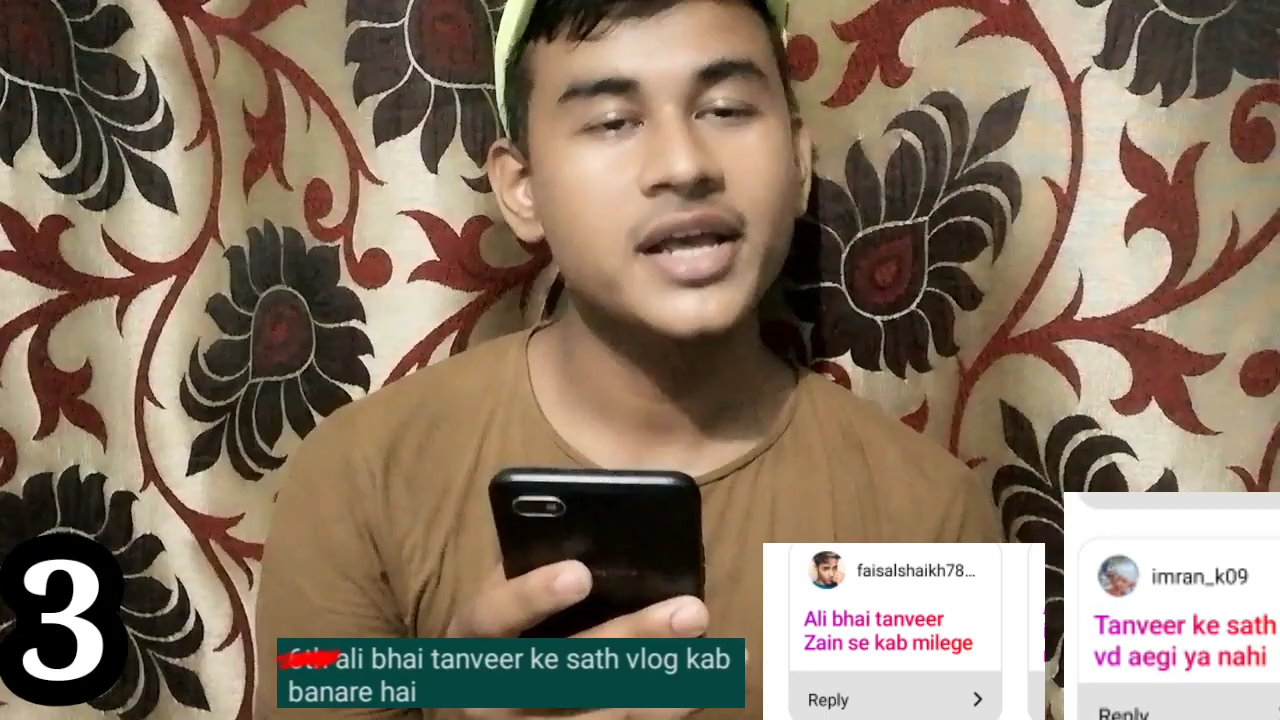 3
ali bhai tanveer ke sath vlog kab
banare hai
faisalshaikh78...
Ali bhai tanveer
Zain se kab milege
Reply
imran_k09
Tanveer ke sath
vd aegi ya nahi
Reply